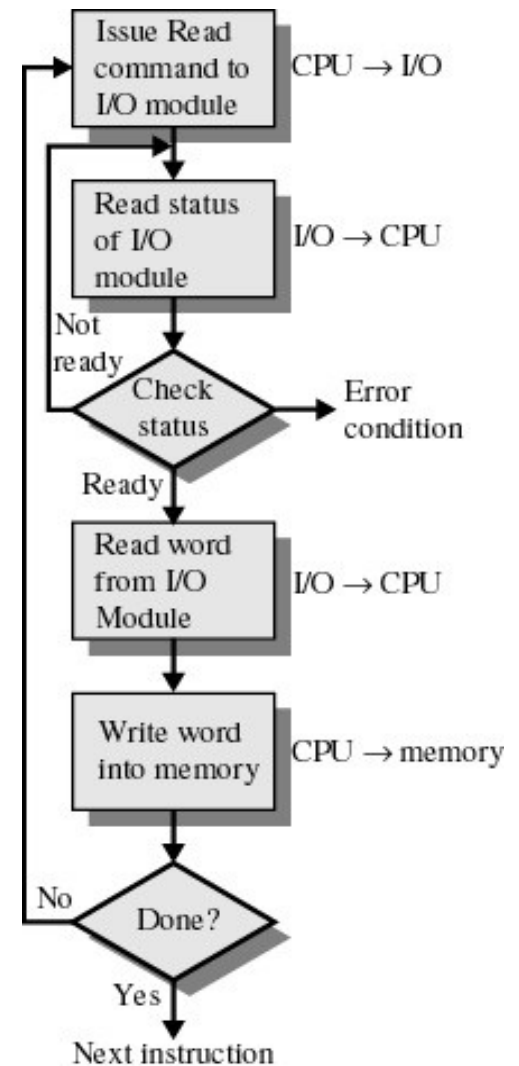 Issue Read
command to
I/O module
CPU → I/O
Read status
of I/O
module
I/O → CPU
Not
ready
Check
status
Error
condition
Ready
Read word
from I/O
Module
I/O → CPU
Write word
into memory
CPU → memory
No
Done?
Yes
Next instruction